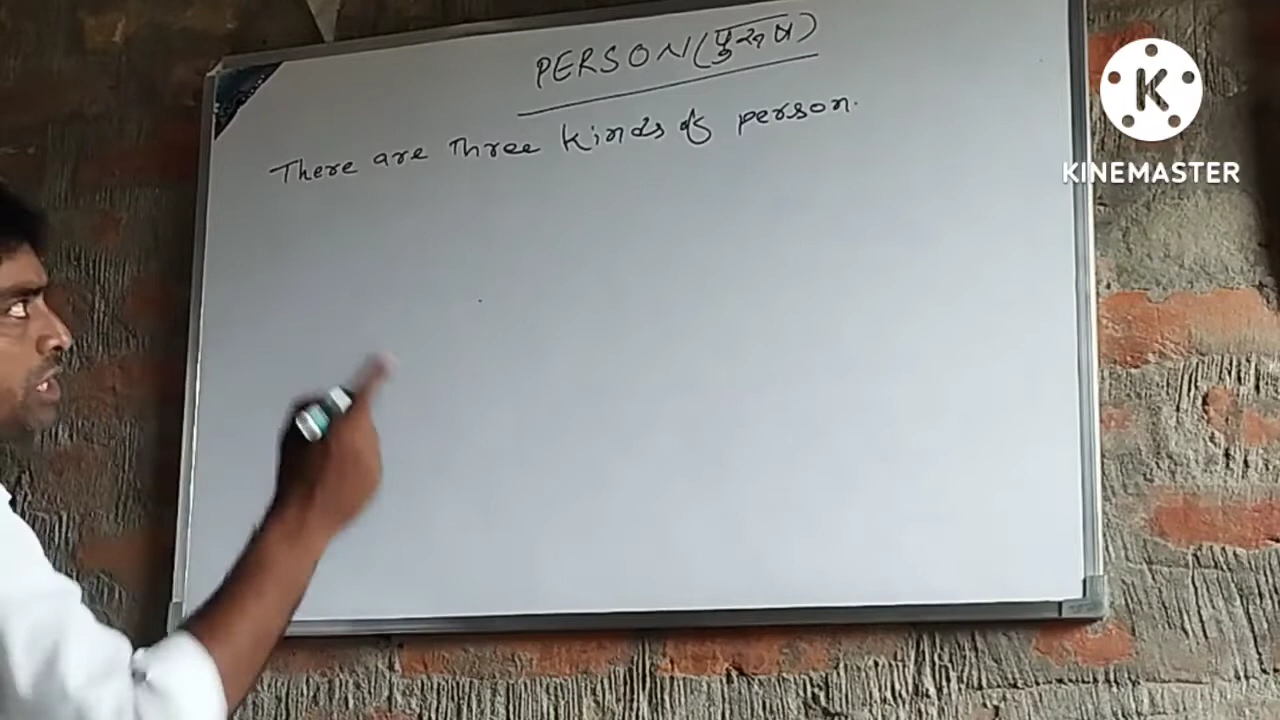 PERSON (पुरुष)
There are Three kinds of person.
K
KINEMASTER